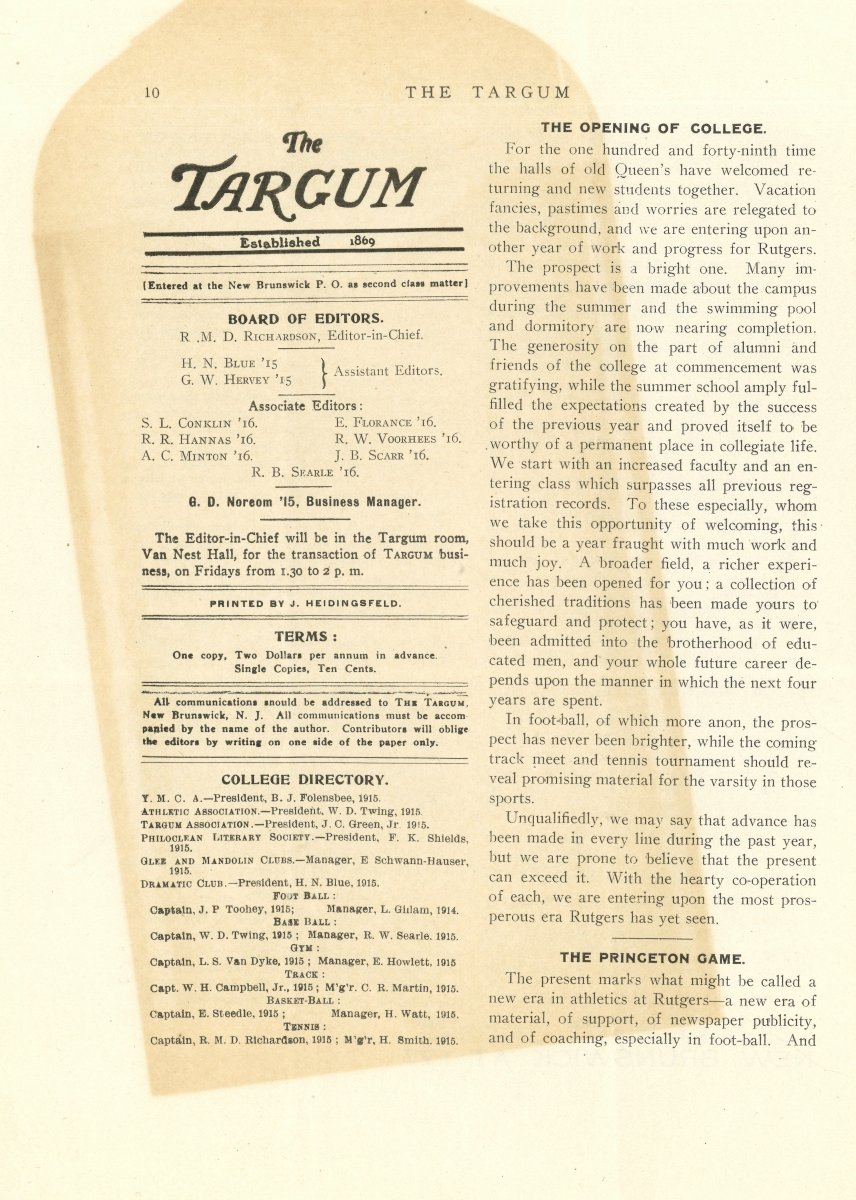 10
THE TARGUM
The
TARGUM
Established 1869
[Entered at the New Brunswick P. O. as second class matter]
BOARD OF EDITORS.
R .M. D. RICHARDSON, Editor-in-Chief.
H. N. BLUE '15
G. W. HERVEY '15
} Assistant Editors.
Associate Editors:
S. L. CONKLIN '16. E. FLORANCE '16.
R. R. HANNAS '16. R. W. VOORHEES '16.
A. C. MINTON '16. J. B. SCARR '16.
R. B. SEARLE '16.
G. D. Noreom '15, Business Manager.
The Editor-in-Chief will be in the Targum room,
Van Nest Hall, for the transaction of TARGUM busi-
ness, on Fridays from 1.30 to 2 p. m.
PRINTED BY J. HEIDINGSFELD.
TERMS:
One copy, Two Dollars per annum in advance.
Single Copies, Ten Cents.
All communications should be addressed to THE TARGUM,
New Brunswick, N. J. All communications must be accom
panied by the name of the author. Contributors will oblige
the editors by writing on one side of the paper only.
COLLEGE DIRECTORY.
Y. M. C. A.—President, B. J. Folensbee, 1915.
ATHLETIC ASSOCIATION.—President, W. D. Twing, 1915.
TARGUM ASSOCIATION.—President, J. C. Green, Jr 1915.
PHILOCLEAN LITERARY SOCIETY.—President, F. K. Shields,
1915.
GLEE AND MANDOLIN CLUBS.—Manager, E Schwann-Hauser,
1915.
DRAMATIC CLUB.—President, H. N. Blue, 1915.
FOOT BALL:
Captain, J. P Toohey, 1915; Manager, L. Gillam, 1914.
BASE BALL:
Captain, W. D. Twing, 1915; Manager, R. W. Searle. 1915.
GYM:
Captain, L. S. Van Dyke, 1915; Manager, E. Howlett, 1915
TRACK:
Capt. W. H. Campbell, Jr., 1915; M'g'r. C. R. Martin, 1915.
BASKET-BALL:
Captain, E. Steedle, 1915; Manager, H. Watt, 1915.
TENNIS:
Captain, R. M. D. Richardson, 1915; M'g'r, H. Smith. 1915.
THE OPENING OF COLLEGE.
For the one hundred and forty-ninth time
the halls of old Queen's have welcomed re-
turning and new students together. Vacation
fancies, pastimes and worries are relegated to
the background, and we are entering upon an-
other year of work and progress for Rutgers.
The prospect is a bright one. Many im-
provements have been made about the campus
during the summer and the swimming pool
and dormitory are now nearing completion.
The generosity on the part of alumni and
friends of the college at commencement was
gratifying, while the summer school amply ful-
filled the expectations created by the success
of the previous year and proved itself to be
worthy of a permanent place in collegiate life.
We start with an increased faculty and an en-
tering class which surpasses all previous reg-
istration records. To these especially, whom
we take this opportunity of welcoming, this
should be a year fraught with much work and
much joy. A broader field, a richer experi-
ence has been opened for you; a collection of
cherished traditions has been made yours to
safeguard and protect; you have, as it were,
been admitted into the brotherhood of edu-
cated men, and your whole future career de-
pends upon the manner in which the next four
years are spent.
In foot-ball, of which more anon, the pros-
pect has never been brighter, while the coming
track meet and tennis tournament should re-
veal promising material for the varsity in those
sports.
Unqualifiedly, we may say that advance has
been made in every line during the past year,
but we are prone to believe that the present
can exceed it. With the hearty co-operation
of each, we are entering upon the most pros-
perous era Rutgers has yet seen.
THE PRINCETON GAME.
The present marks what might be called a
new era in athletics at Rutgers—a new era of
material, of support, of newspaper publicity,
and of coaching, especially in foot-ball. And